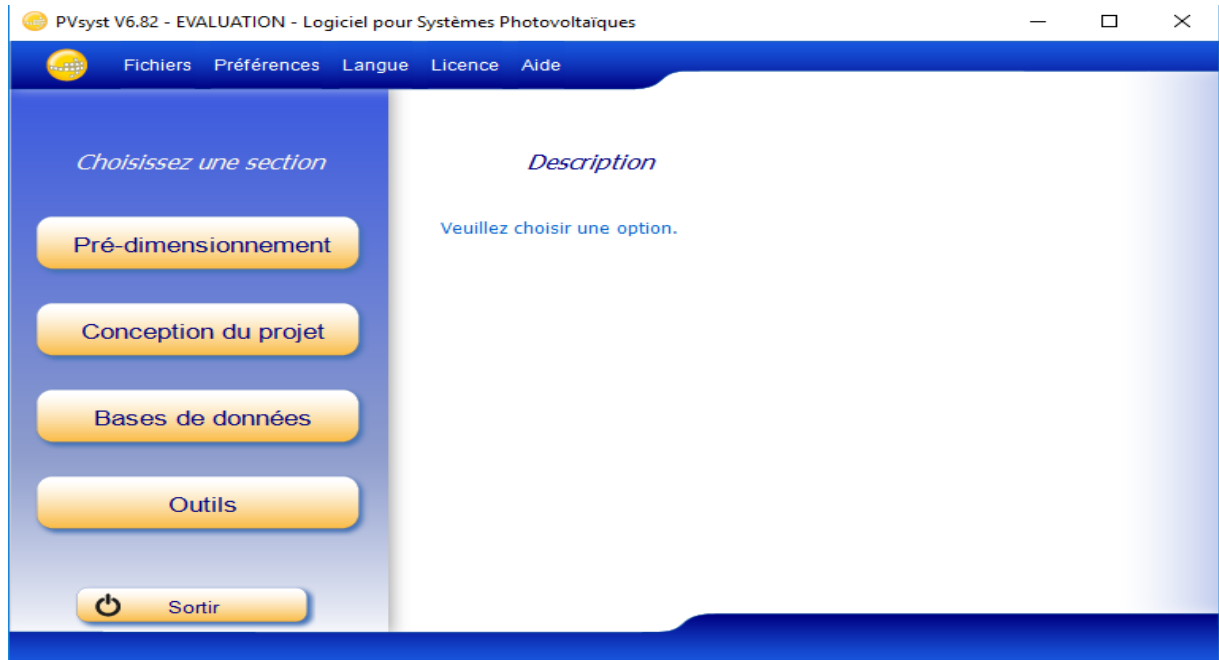 PVsyst V6.82 - EVALUATION - Logiciel pour Systèmes Photovoltaïques
Fichiers Préférences Langue Licence Aide
Choisissez une section
Pré-dimensionnement
Conception du projet
Bases de données
Outils
Sortir
Description
Veuillez choisir une option.